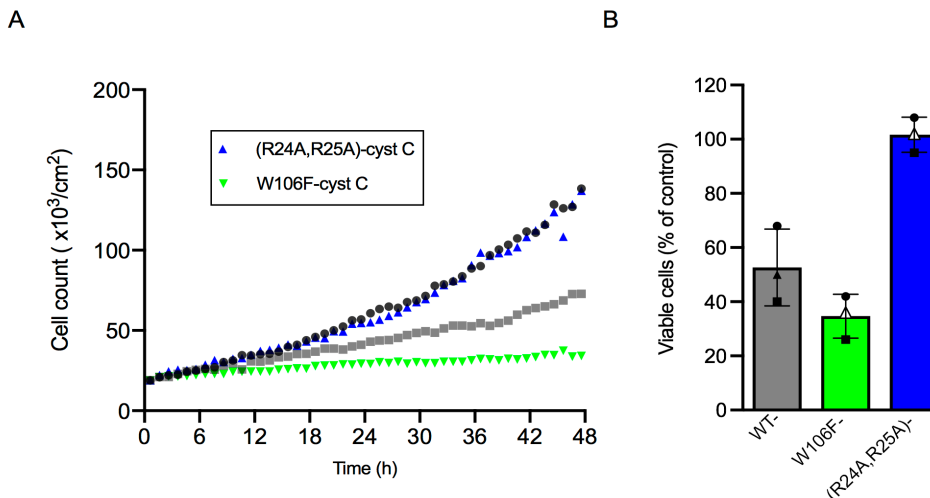 A
Cell count ( x10³/cm²)
200
150
100
50
0
(R24A,R25A)-cyst C
W106F-cyst C
0 6 12 18 24 30 36 42 48
Time (h)
B
Viable cells (% of control)
120
100
80
60
40
20
0
WT-
W106F-
(R24A,R25A)-